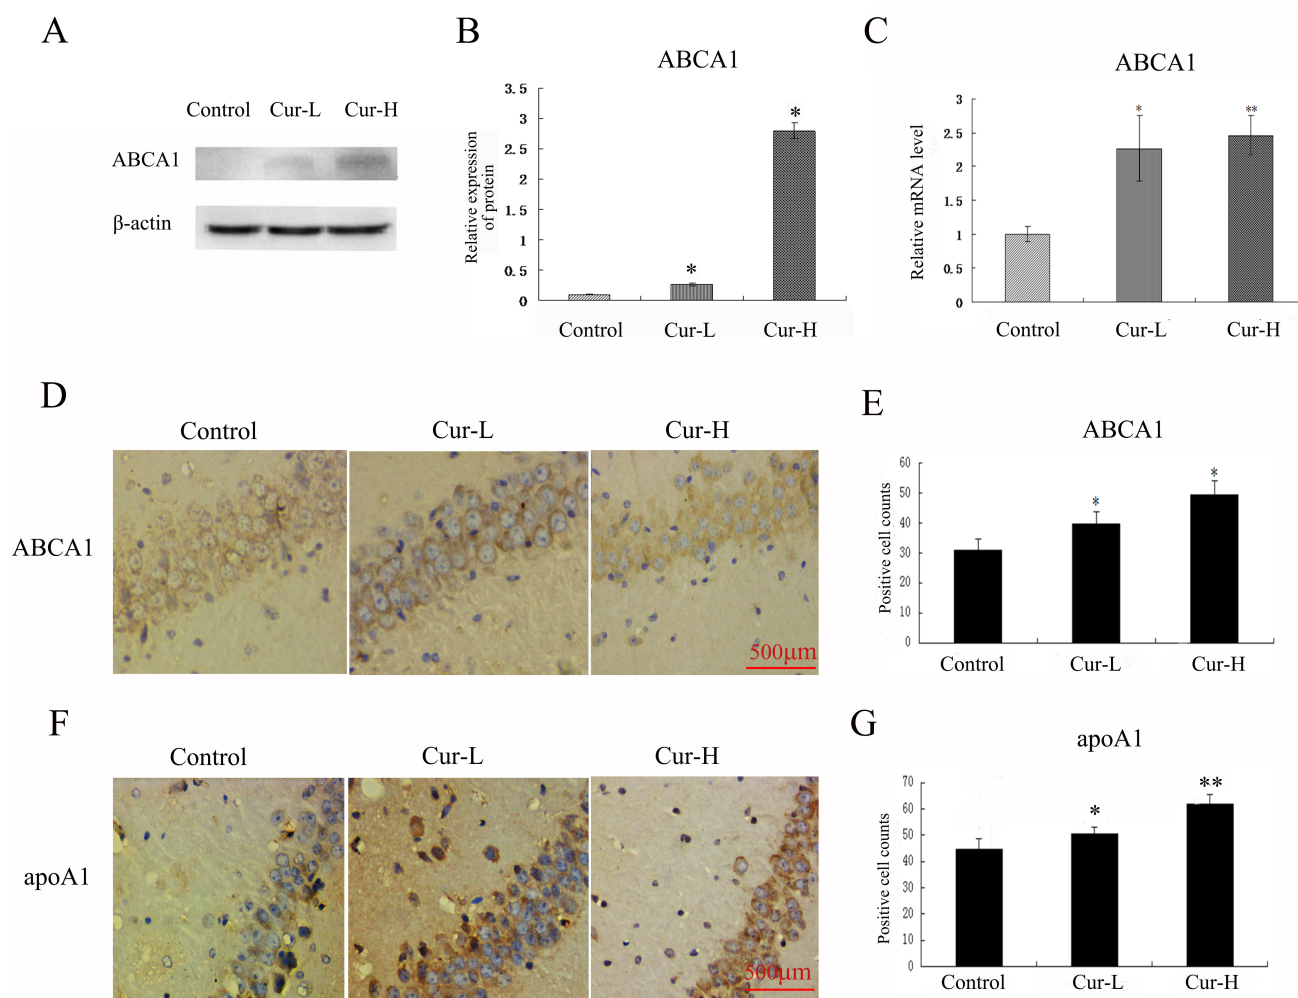 A
Control Cur-L Cur-H
ABCA1
β-actin
B
ABCA1
Relative expression
of protein
3.5
3
2.5
2
1.5
1
0.5
0
*
*
Control Cur-L Cur-H
C
ABCA1
Relative mRNA level
3
2.5
2
1.5
1
0.5
0
*
**
Control Cur-L Cur-H
D
Control Cur-L Cur-H
ABCA1
500μm
E
ABCA1
Positive cell counts
60
50
40
30
20
10
0
*
*
Control Cur-L Cur-H
F
Control Cur-L Cur-H
apoA1
500μm
G
apoA1
Positive cell counts
70
60
50
40
30
20
10
0
*
**
Control Cur-L Cur-H